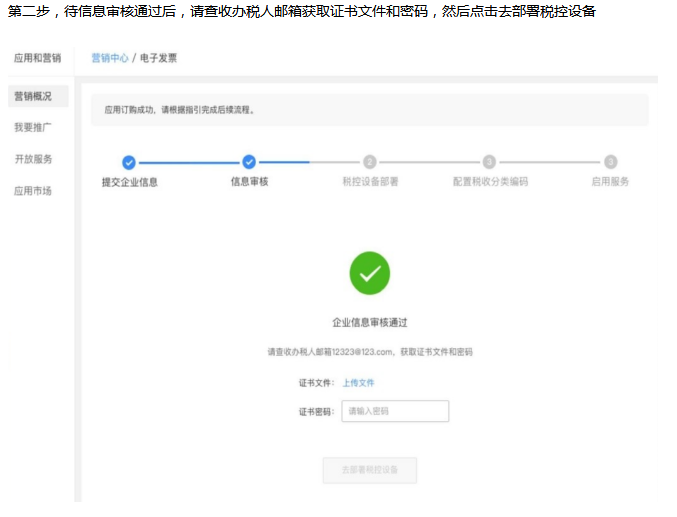 第二步，待信息审核通过后，请查收办税人邮箱获取证书文件和密码，然后点击去部署税控设备
应用和营销
营销中心 / 电子发票
营销概况
我要推广
开放服务
应用市场
应用订购成功，请根据指引完成后续流程。
2
3
3
提交企业信息
信息审核
税控设备部署
配置税收分类编码
启用服务
企业信息审核通过
请查收办税人邮箱12323@123.com，获取证书文件和密码
证书文件： 上传文件
证书密码： 请输入密码
去部署税控设备